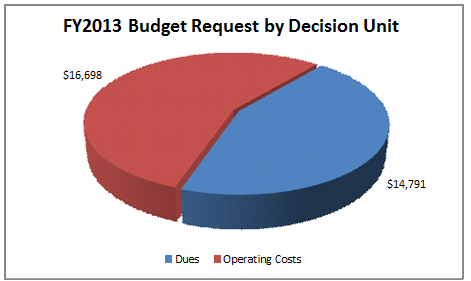 FY2013 Budget Request by Decision Unit
$16,698
$14,791
Dues Operating Costs